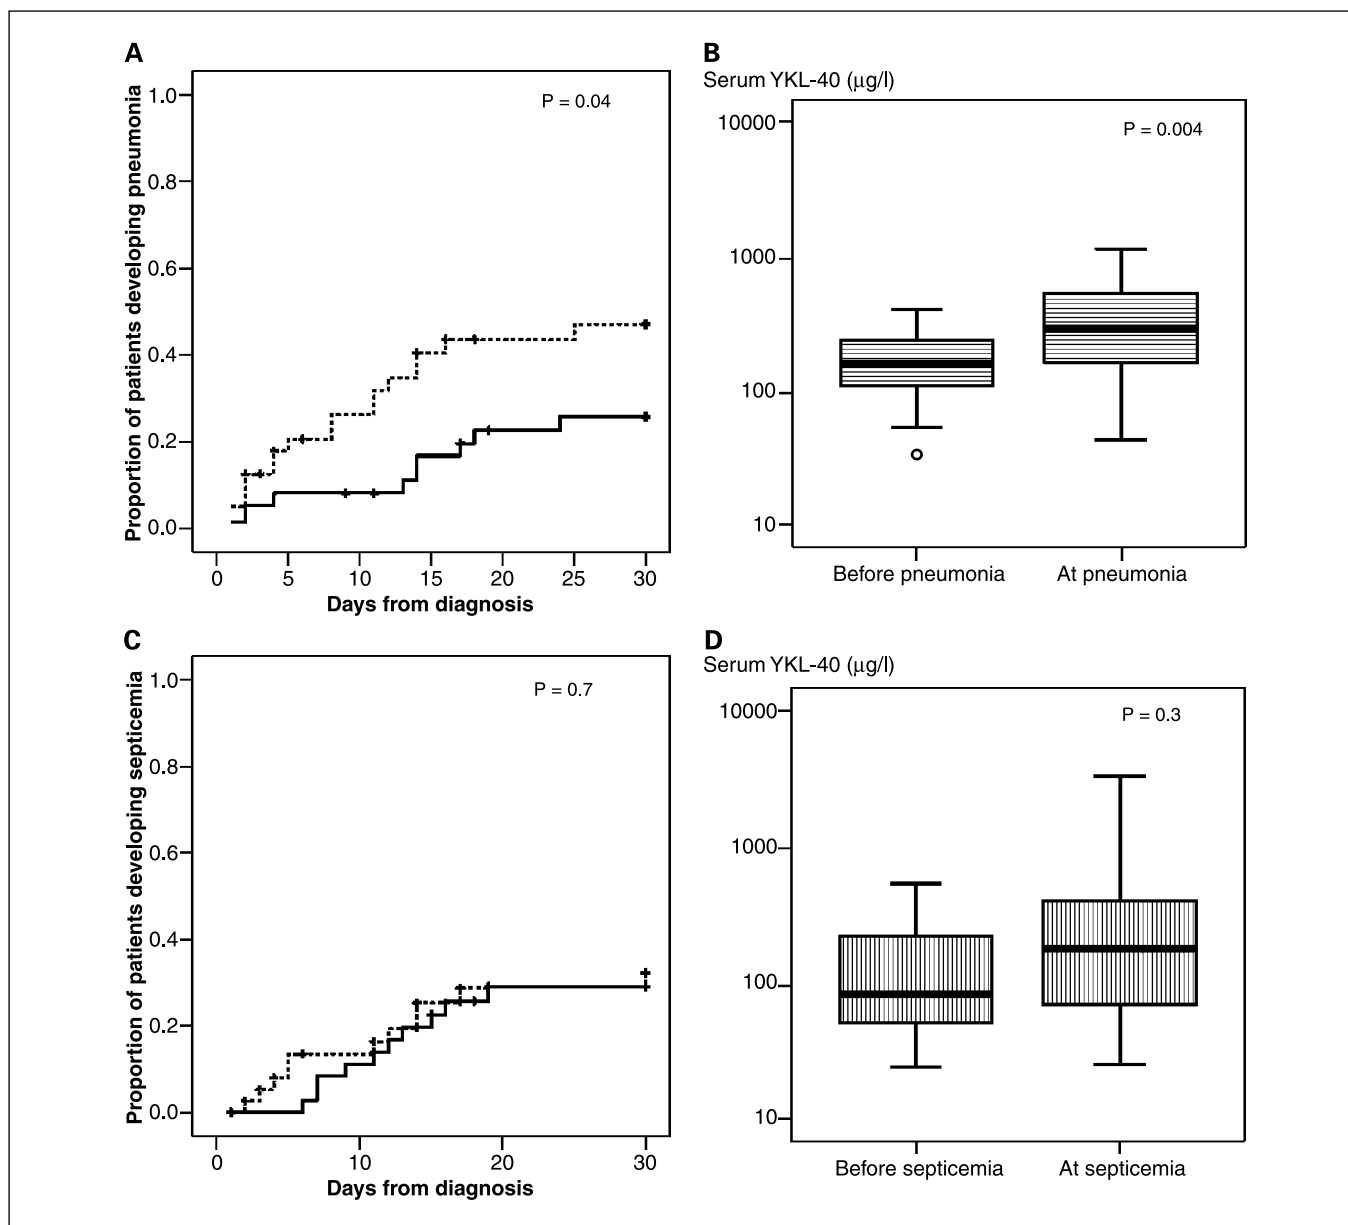 A
Proportion of patients developing pneumonia
1.0
0.8
0.6
0.4
0.2
0.0
P = 0.04
0 5 10 15 20 25 30
Days from diagnosis
B
Serum YKL-40 (µg/l)
10000
1000
100
10
P = 0.004
Before pneumonia At pneumonia
C
Proportion of patients developing septicemia
1.0
0.8
0.6
0.4
0.2
0.0
P = 0.7
0 10 20 30
Days from diagnosis
D
Serum YKL-40 (µg/l)
10000
1000
100
10
P = 0.3
Before septicemia At septicemia